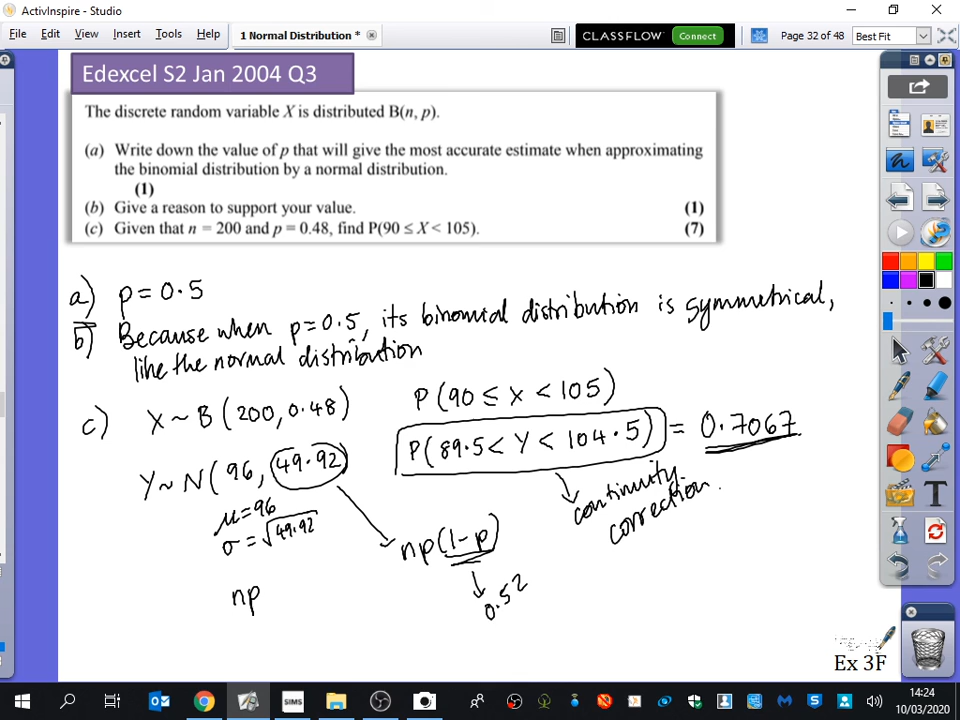 ActivInspire - Studio
File Edit View Insert Tools Help
1 Normal Distribution *
CLASSFLOW Connect
Page 32 of 48
Best Fit
Edexcel S2 Jan 2004 Q3
The discrete random variable X is distributed B(n, p).
(a) Write down the value of p that will give the most accurate estimate when approximating
the binomial distribution by a normal distribution.
(1)
(b) Give a reason to support your value. (1)
(c) Given that n = 200 and p = 0.48, find P(90 ≤ X < 105). (7)
a) p = 0.5
b) Because when p = 0.5, its binomial distribution is symmetrical,
like the normal distribution
c) X ~ B (200, 0.48)
P(90 ≤ X < 105)
P(89.5 < Y < 104.5) = 0.7067
Y ~ N (96, 49.92)
continuity
correction.
μ = 96
σ = √49.92
np(1-p)
0.52
np
Ex 3F
SIMS
14:24
10/03/2020